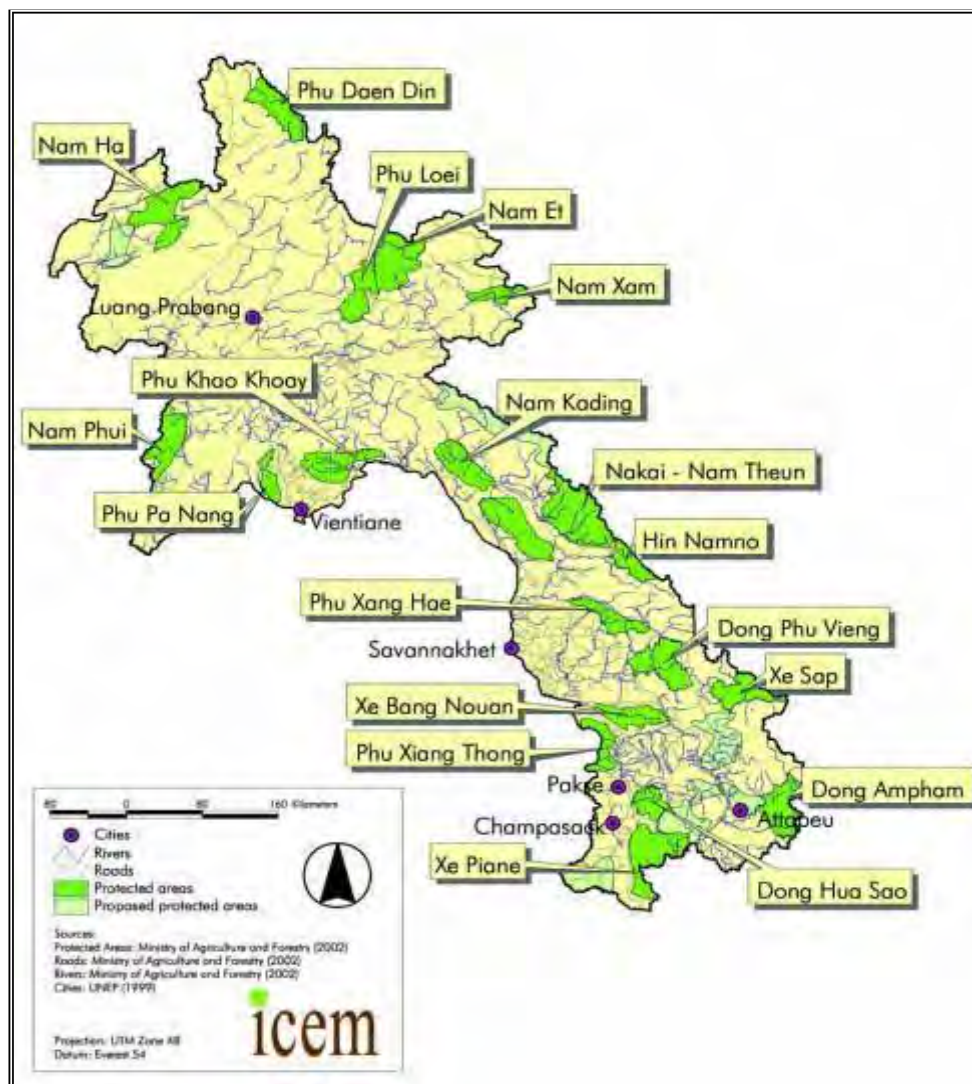 Phu Daen Din
Nam Ha
Phu Loei
Nam Et
Nam Xam
Luang Prabang
Phu Khao Khoay
Nam Kading
Nam Phui
Nakai - Nam Theun
Phu Pa Nang
Vientiane
Hin Namno
Phu Xang Hae
Dong Phu Vieng
Savannakhet
Xe Sap
Xe Bang Nouan
Phu Xiang Thong
Pakse
Dong Ampham
Champasack
Attapeu
Xe Piane
Dong Hua Sao
80 0 80 160 Kilometers
Cities
Rivers
Roads
Protected areas
Proposed protected areas
Sources:
Protected Areas: Ministry of Agriculture and Forestry (2002)
Roads: Ministry of Agriculture and Forestry (2002)
Rivers: Ministry of Agriculture and Forestry (2002)
Cities: UNEP (1999)
icem
Projection: UTM Zone 48
Datum: Everest 54